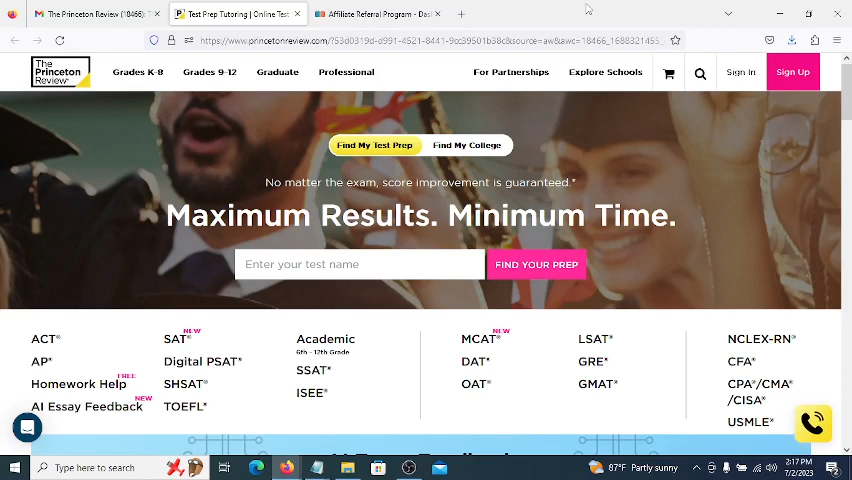 The Princeton Review (18466): T
Test Prep Tutoring | Online Test
Affiliate Referral Program - Das
https://www.princetonreview.com/?53d0319d-d991-4521-8441-9cc39501b38c&source=aw&awc=18466_1688321455_
The
Princeton
Review®
Grades K-8
Grades 9-12
Graduate
Professional
For Partnerships
Explore Schools
Sign In
Sign Up
Find My Test Prep
Find My College
No matter the exam, score improvement is guaranteed.*
Maximum Results. Minimum Time.
Enter your test name
FIND YOUR PREP
ACT®
AP®
Homework Help FREE
AI Essay Feedback NEW
SAT® NEW
Digital PSAT®
SHSAT®
TOEFL®
Academic
6th - 12th Grade
SSAT®
ISEE®
MCAT® NEW
DAT®
OAT®
LSAT®
GRE®
GMAT®
NCLEX-RN®
CFA®
CPA®/CMA®
/CISA®
USMLE®
Type here to search
87°F Partly sunny
2:17 PM
7/2/2023
2